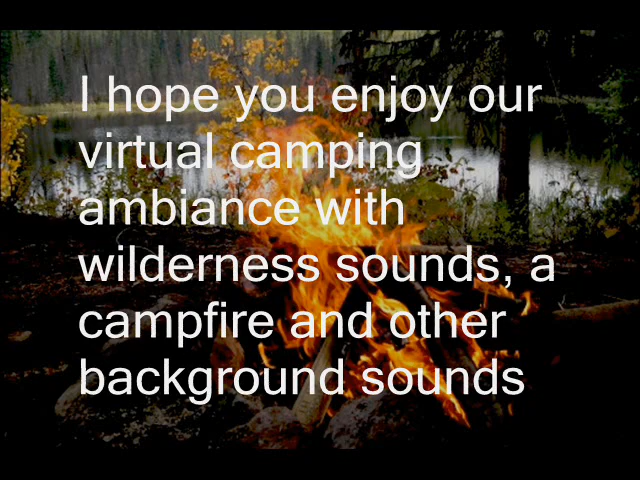 I hope you enjoy our
virtual camping
ambiance with
wilderness sounds, a
campfire and other
background sounds